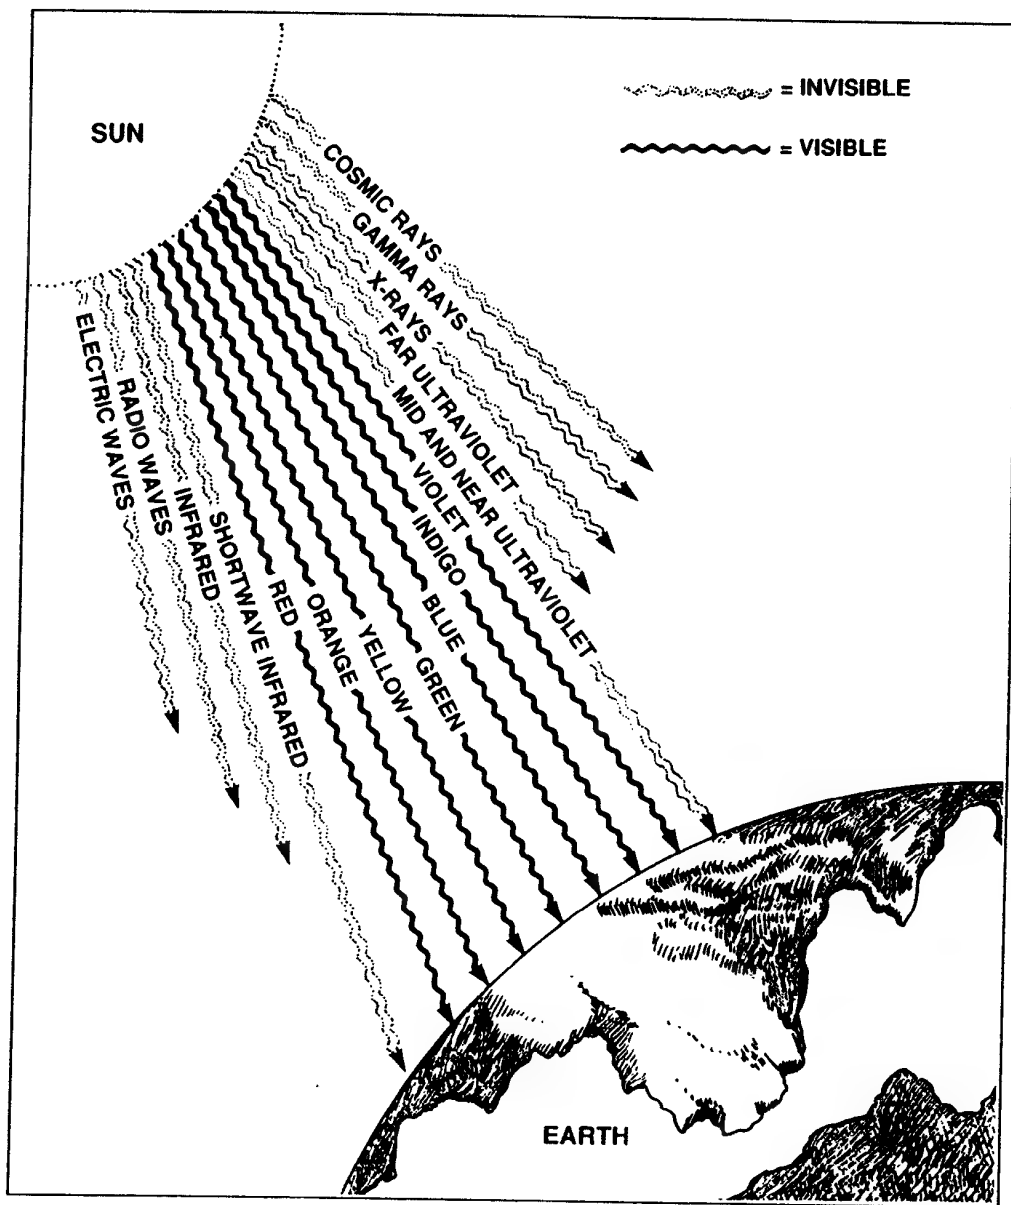 SUN
= INVISIBLE
= VISIBLE
COSMIC RAYS
GAMMA RAYS
X-RAYS
FAR ULTRAVIOLET
MID AND NEAR ULTRAVIOLET
VIOLET
INDIGO
BLUE
GREEN
YELLOW
ORANGE
RED
SHORTWAVE INFRARED
INFRARED
RADIO WAVES
ELECTRIC WAVES
EARTH